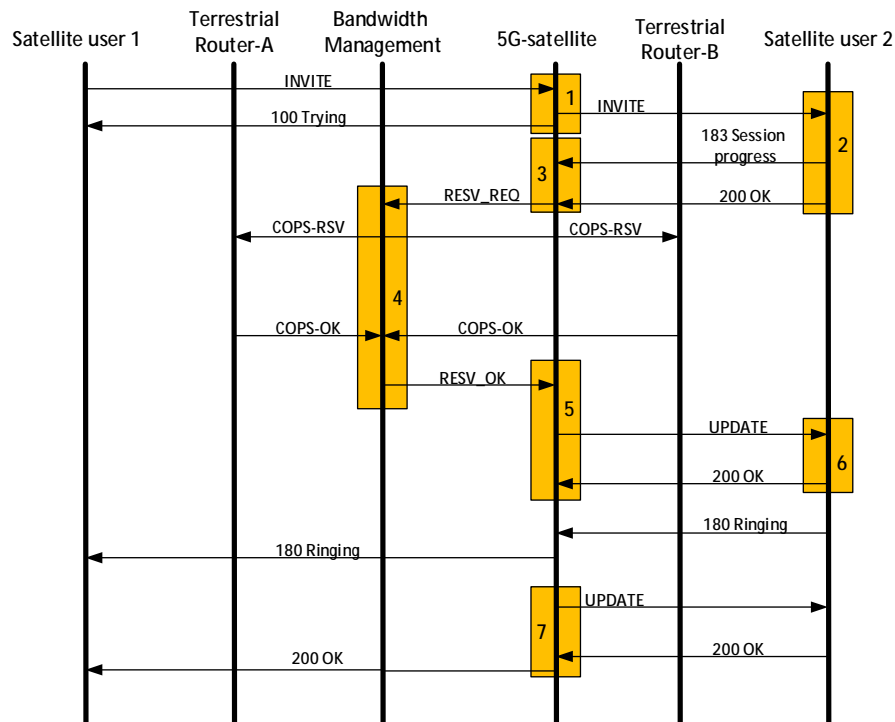 Satellite user 1
Terrestrial
Router-A
Bandwidth
Management
5G-satellite
Terrestrial
Router-B
Satellite user 2
INVITE
1
INVITE
100 Trying
183 Session
progress
2
3
RESV_REQ
200 OK
COPS-RSV
COPS-RSV
4
COPS-OK
COPS-OK
RESV_OK
5
UPDATE
6
200 OK
180 Ringing
180 Ringing
UPDATE
7
200 OK
200 OK